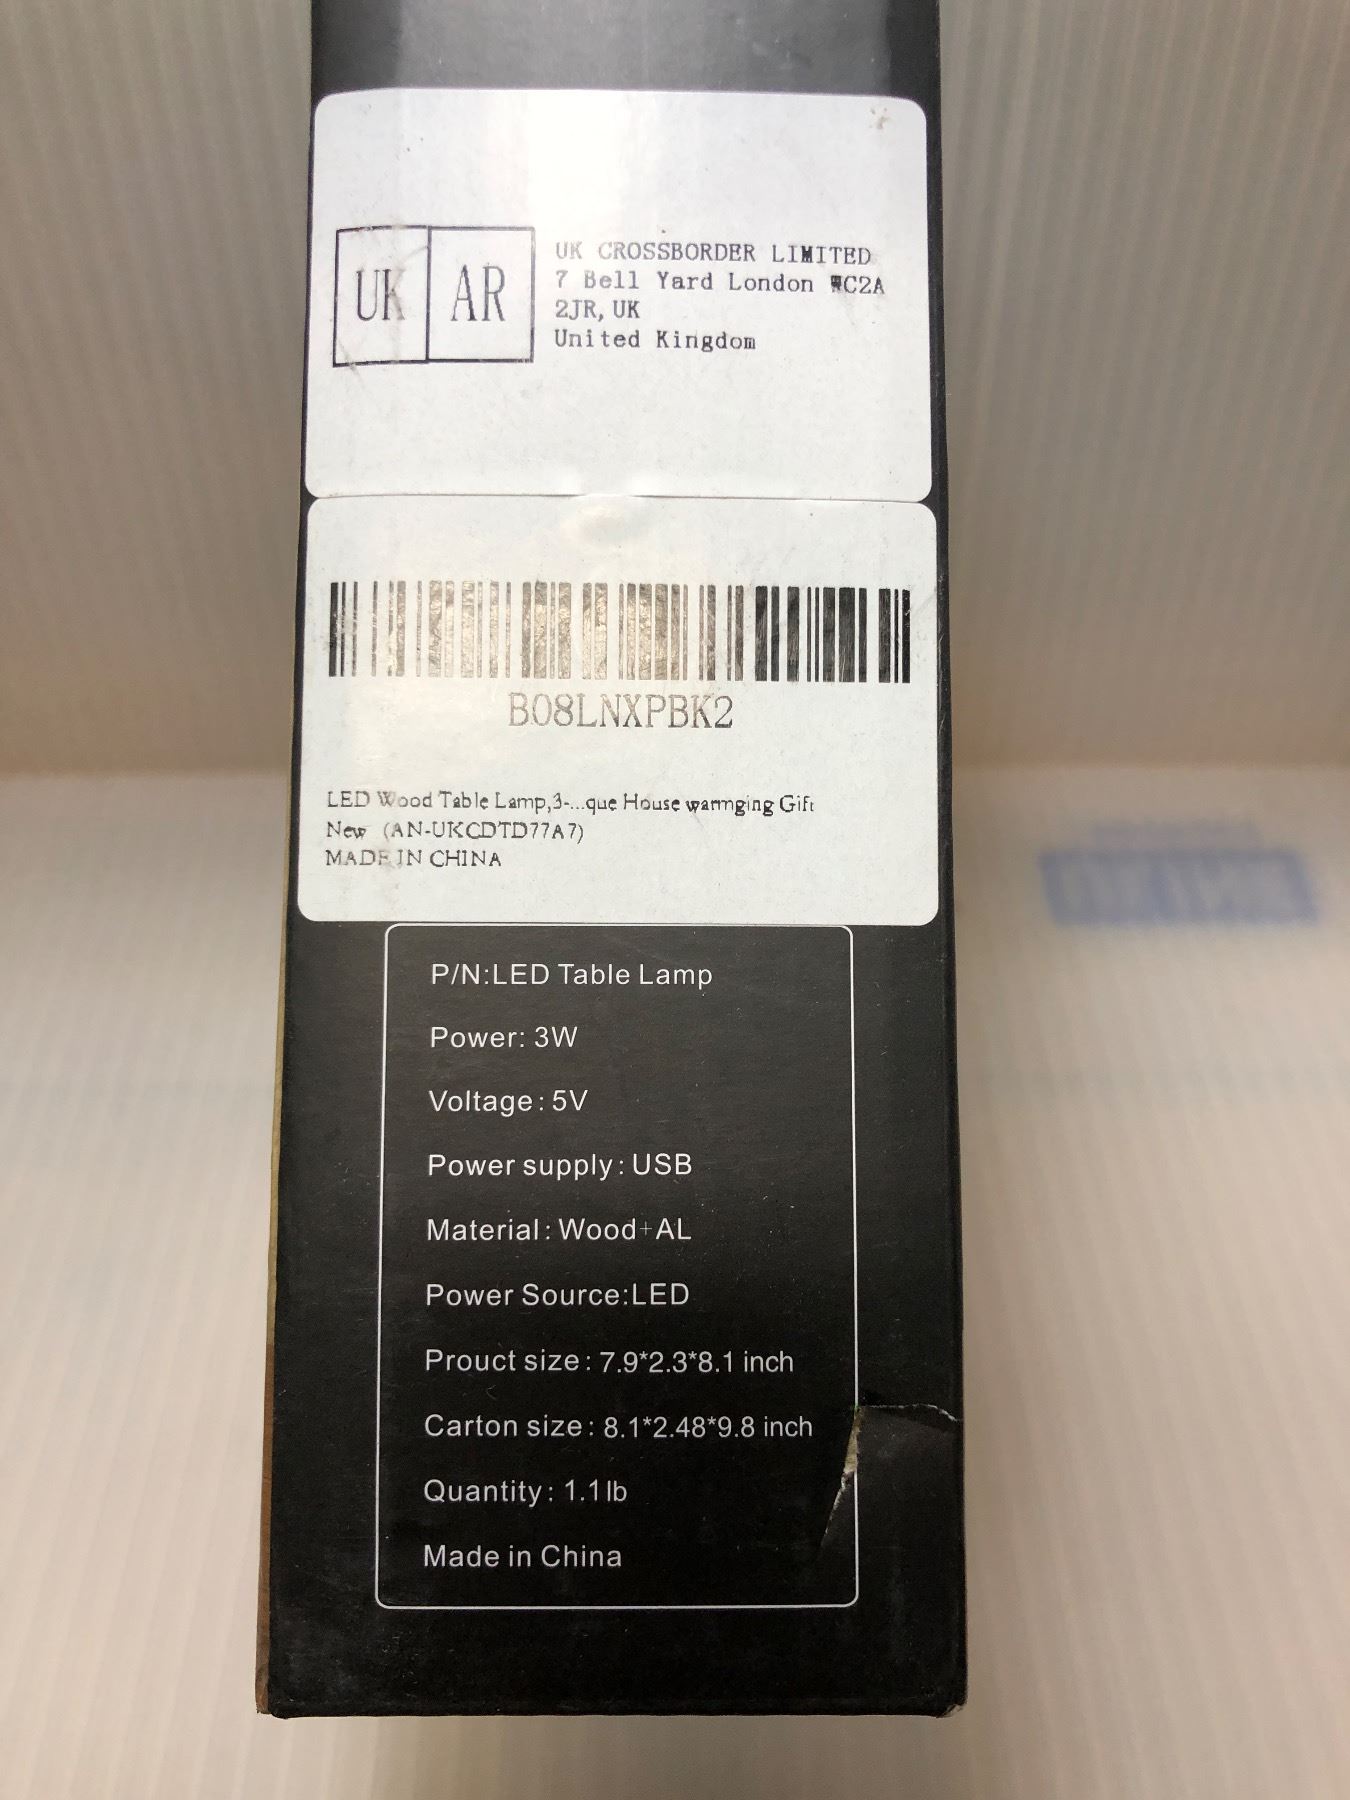 UK AR
UK CROSSBORDER LIMITED
7 Bell Yard London WC2A
2JR, UK
United Kingdom
B08LNXPBK2
LED Wood Table Lamp,3-...que House warmging Gift
New (AN-UKCDTD77A7)
MADE IN CHINA
P/N:LED Table Lamp
Power: 3W
Voltage: 5V
Power supply: USB
Material: Wood+AL
Power Source:LED
Prouct size: 7.9*2.3*8.1 inch
Carton size: 8.1*2.48*9.8 inch
Quantity: 1.1lb
Made in China